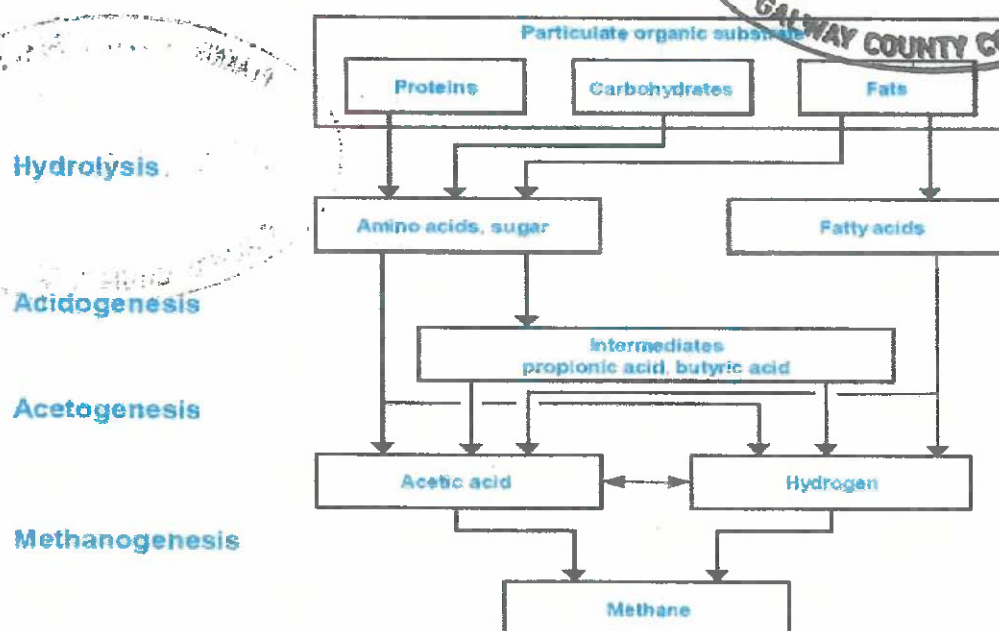 GALWAY COUNTY
Particulate organic substrate
Proteins
Carbohydrates
Fats
Hydrolysis
Amino acids, sugar
Fatty acids
Acidogenesis
Intermediates
propionic acid, butyric acid
Acetogenesis
Acetic acid
Hydrogen
Methanogenesis
Methane